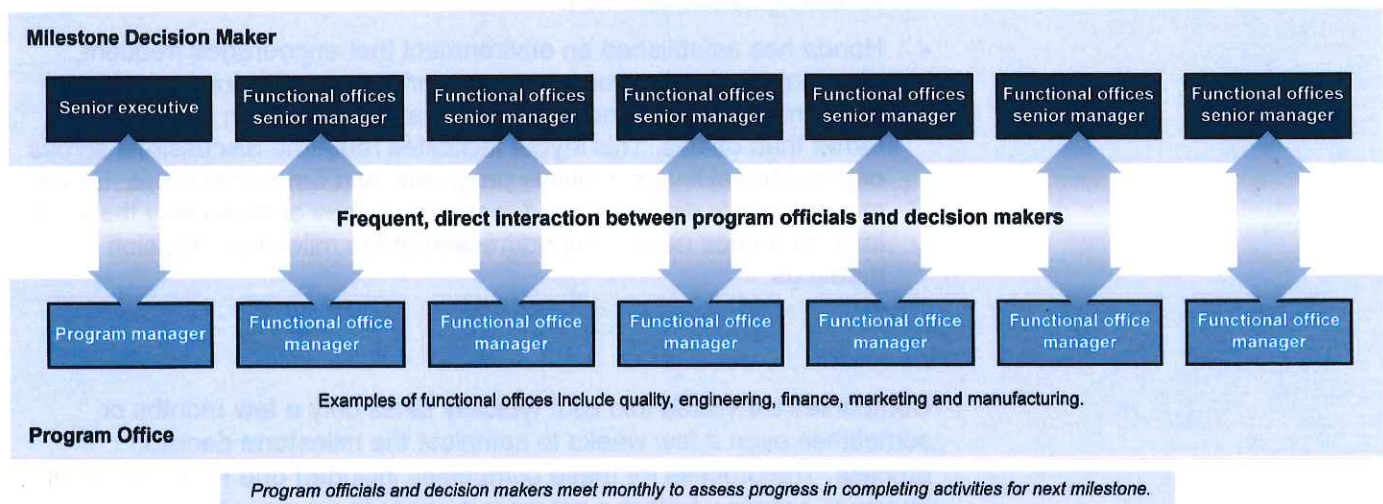 Milestone Decision Maker
Senior executive
Functional offices
senior manager
Functional offices
senior manager
Functional offices
senior manager
Functional offices
senior manager
Functional offices
senior manager
Functional offices
senior manager
Frequent, direct interaction between program officials and decision makers
Program manager
Functional office
manager
Functional office
manager
Functional office
manager
Functional office
manager
Functional office
manager
Functional office
manager
Examples of functional offices include quality, engineering, finance, marketing and manufacturing.
Program Office
Program officials and decision makers meet monthly to assess progress in completing activities for next milestone.